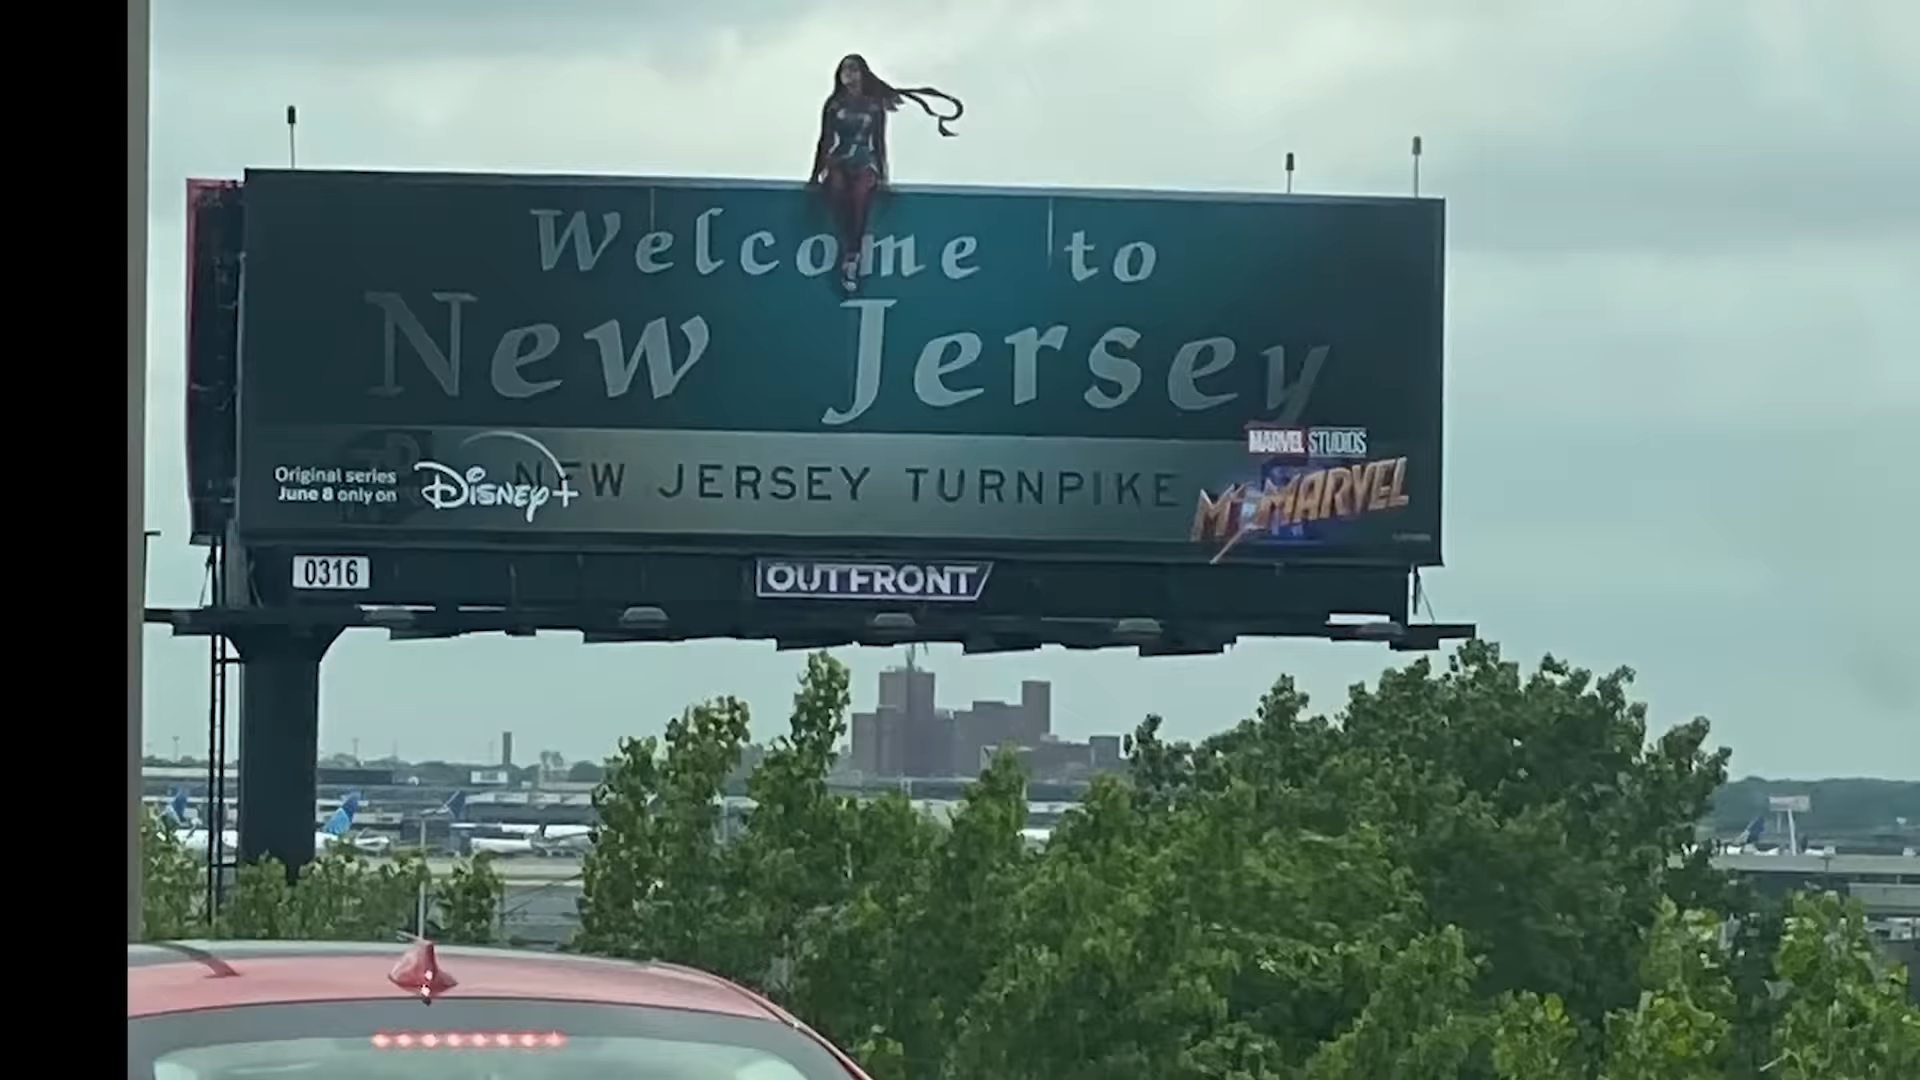 Welcome to
New Jersey
MARVEL STUDIOS
MS. MARVEL
Original series
June 8 only on
Disney+
NEW JERSEY TURNPIKE
0316
OUTFRONT